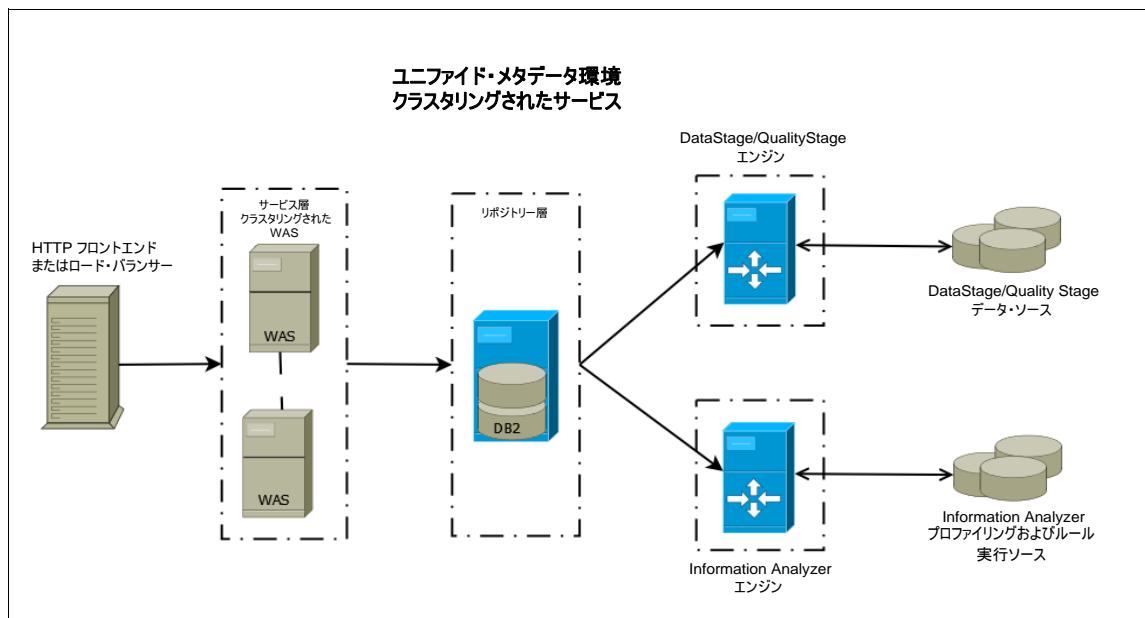 ユニファイド・メタデータ環境
クラスタリングされたサービス
DataStage/QualityStage
エンジン
サービス層
クラスタリングされた
WAS
リポジトリー層
HTTP フロントエンド
またはロード・バランサー
WAS
DataStage/Quality Stage
データ・ソース
DB2
WAS
Information Analyzer
プロファイリングおよびルール
実行ソース
Information Analyzer
エンジン